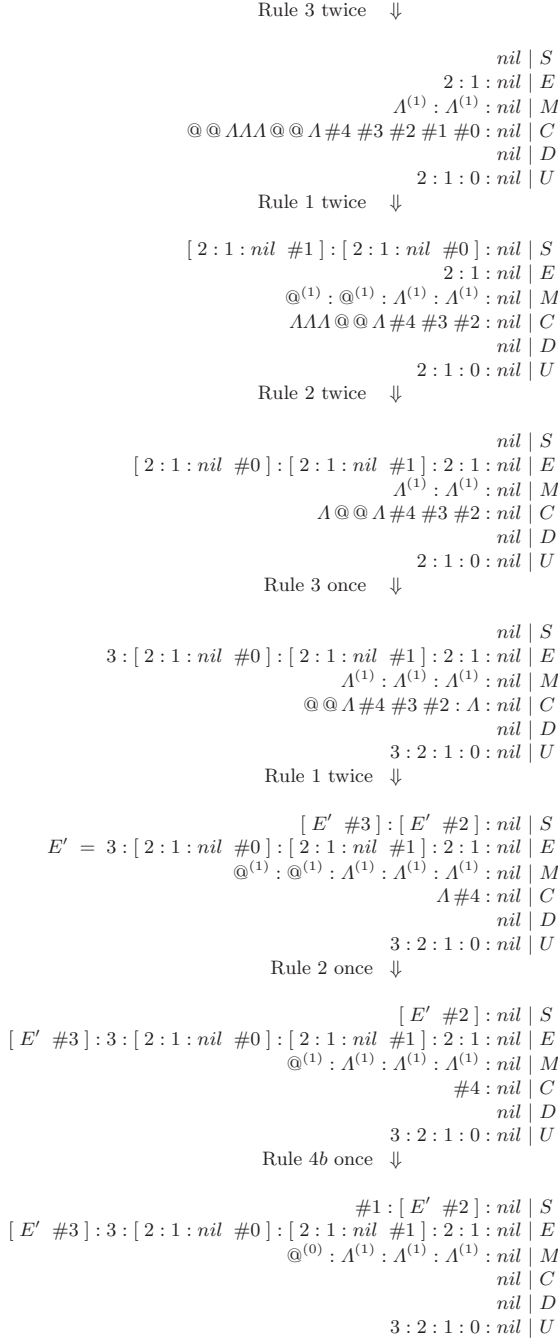 Rule 3 twice ⇓
nil | S
2 : 1 : nil | E
Λ⁽¹⁾ : Λ⁽¹⁾ : nil | M
@ @ ΛΛΛ @ @ Λ #4 #3 #2 #1 #0 : nil | C
nil | D
2 : 1 : 0 : nil | U
Rule 1 twice ⇓
[ 2 : 1 : nil #1 ] : [ 2 : 1 : nil #0 ] : nil | S
2 : 1 : nil | E
@⁽¹⁾ : @⁽¹⁾ : Λ⁽¹⁾ : Λ⁽¹⁾ : nil | M
ΛΛΛ @ @ Λ #4 #3 #2 : nil | C
nil | D
2 : 1 : 0 : nil | U
Rule 2 twice ⇓
nil | S
[ 2 : 1 : nil #0 ] : [ 2 : 1 : nil #1 ] : 2 : 1 : nil | E
Λ⁽¹⁾ : Λ⁽¹⁾ : nil | M
Λ @ @ Λ #4 #3 #2 : nil | C
nil | D
2 : 1 : 0 : nil | U
Rule 3 once ⇓
nil | S
3 : [ 2 : 1 : nil #0 ] : [ 2 : 1 : nil #1 ] : 2 : 1 : nil | E
Λ⁽¹⁾ : Λ⁽¹⁾ : Λ⁽¹⁾ : nil | M
@ @ Λ #4 #3 #2 : Λ : nil | C
nil | D
3 : 2 : 1 : 0 : nil | U
Rule 1 twice ⇓
[ E′ #3 ] : [ E′ #2 ] : nil | S
E′ = 3 : [ 2 : 1 : nil #0 ] : [ 2 : 1 : nil #1 ] : 2 : 1 : nil | E
@⁽¹⁾ : @⁽¹⁾ : Λ⁽¹⁾ : Λ⁽¹⁾ : Λ⁽¹⁾ : nil | M
Λ #4 : nil | C
nil | D
3 : 2 : 1 : 0 : nil | U
Rule 2 once ⇓
[ E′ #2 ] : nil | S
[ E′ #3 ] : 3 : [ 2 : 1 : nil #0 ] : [ 2 : 1 : nil #1 ] : 2 : 1 : nil | E
@⁽¹⁾ : Λ⁽¹⁾ : Λ⁽¹⁾ : Λ⁽¹⁾ : nil | M
#4 : nil | C
nil | D
3 : 2 : 1 : 0 : nil | U
Rule 4b once ⇓
#1 : [ E′ #2 ] : nil | S
[ E′ #3 ] : 3 : [ 2 : 1 : nil #0 ] : [ 2 : 1 : nil #1 ] : 2 : 1 : nil | E
@⁽⁰⁾ : Λ⁽¹⁾ : Λ⁽¹⁾ : Λ⁽¹⁾ : nil | M
nil | C
nil | D
3 : 2 : 1 : 0 : nil | U